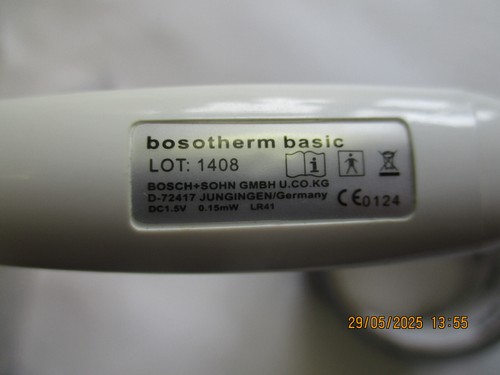 bosotherm basic
LOT: 1408
BOSCH+SOHN GMBH U.CO.KG
D-72417 JUNGINGEN/Germany
DC1.5V 0.15mW LR41
CE0124
29/05/2025 13:55